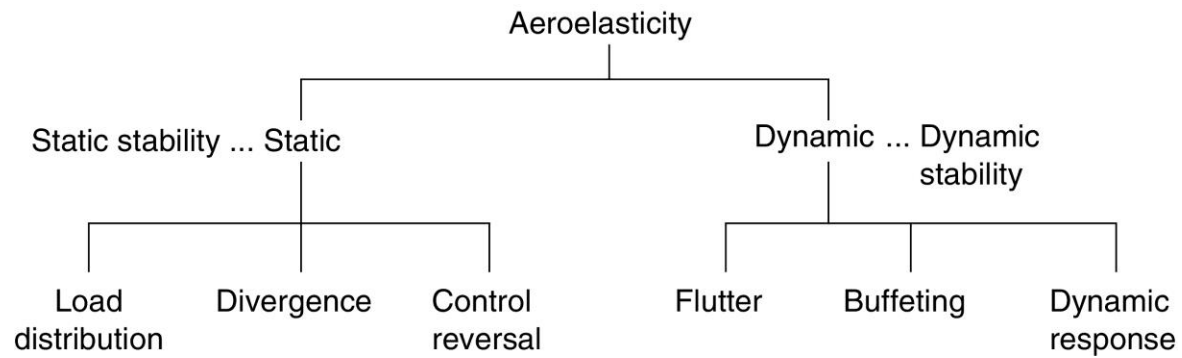 Aeroelasticity
Static stability ... Static
Dynamic ... Dynamic
stability
Load
distribution
Divergence
Control
reversal
Flutter
Buffeting
Dynamic
response